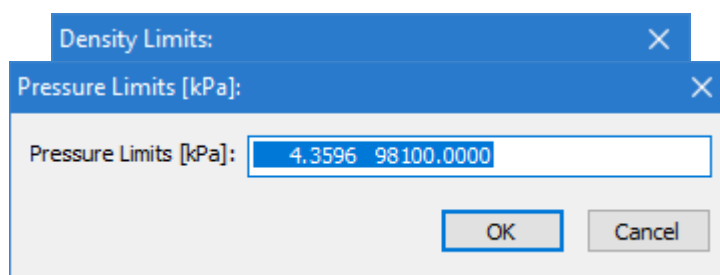 Density Limits:
Pressure Limits [kPa]:
Pressure Limits [kPa]: 4.3596 98100.0000
OK Cancel